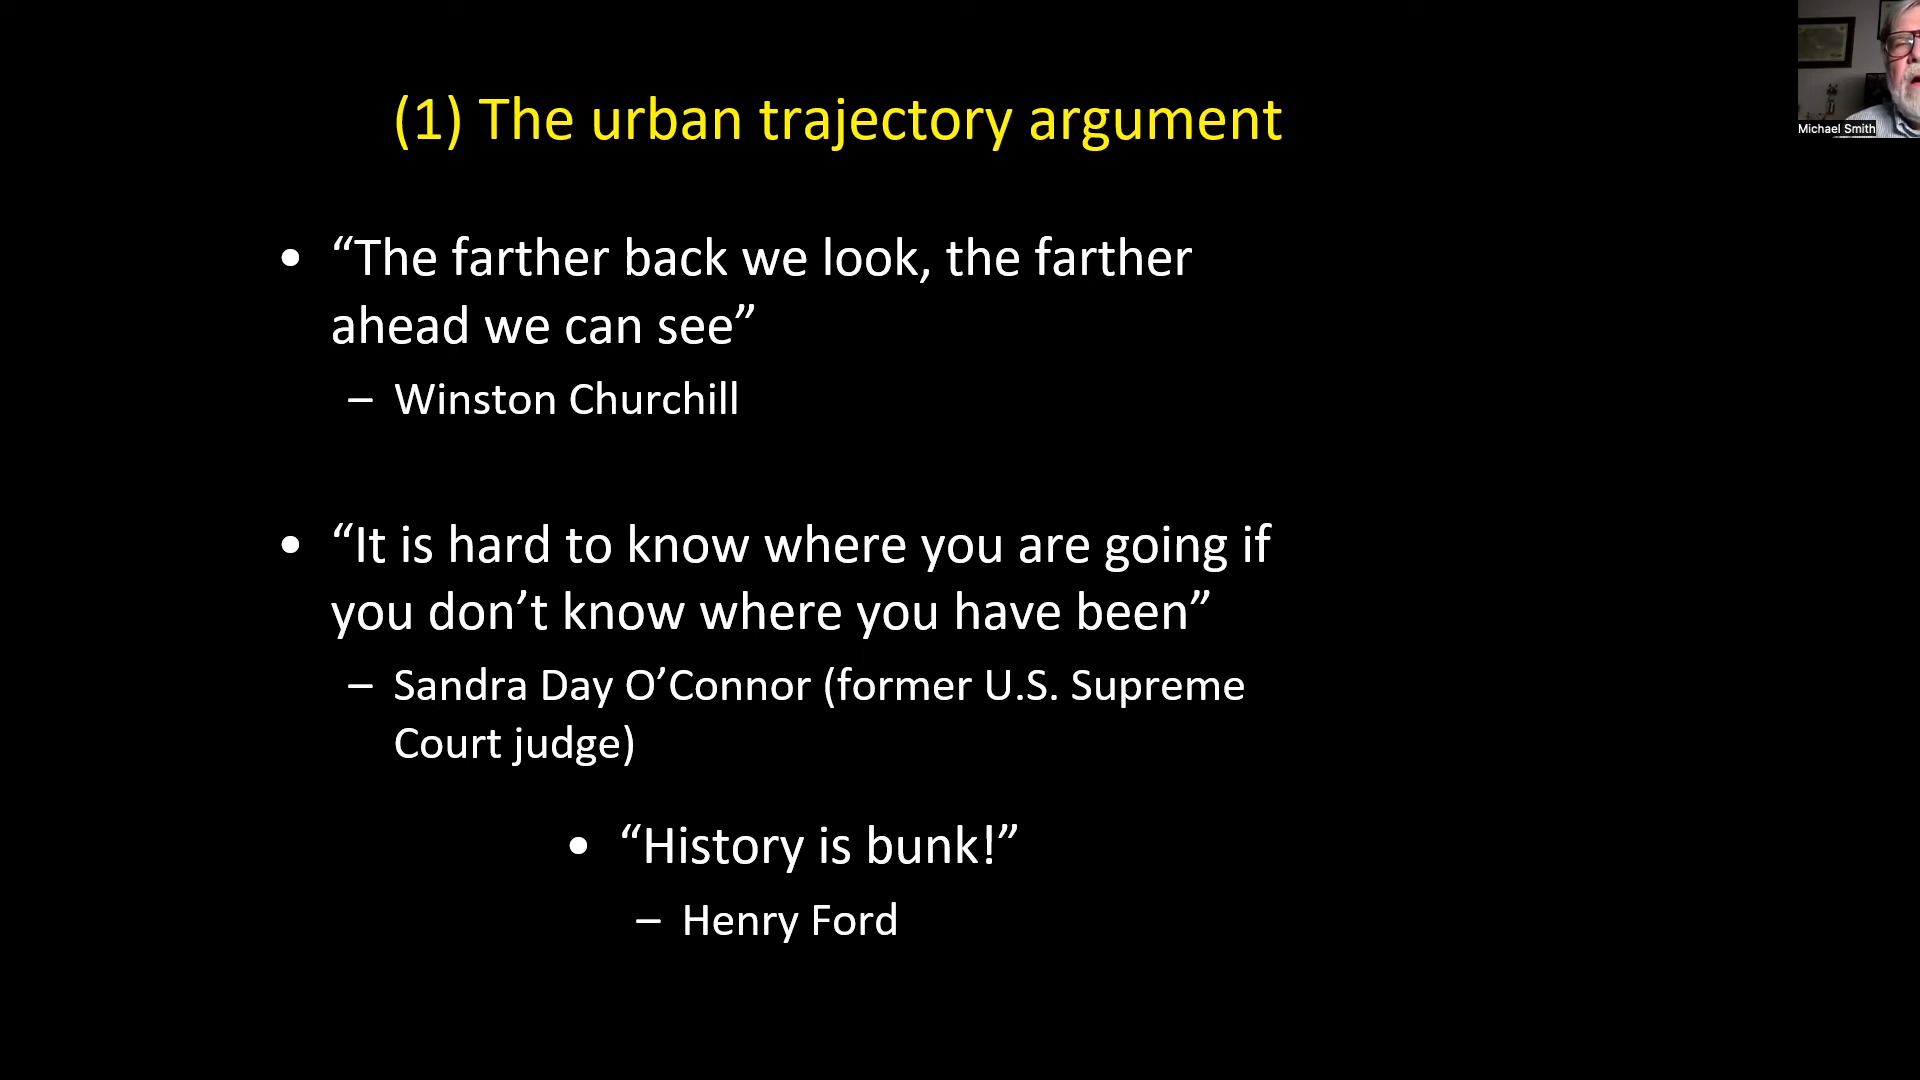 (1) The urban trajectory argument
• “The farther back we look, the farther
ahead we can see”
– Winston Churchill
• “It is hard to know where you are going if
you don’t know where you have been”
– Sandra Day O’Connor (former U.S. Supreme
Court judge)
• “History is bunk!”
– Henry Ford
Michael Smith